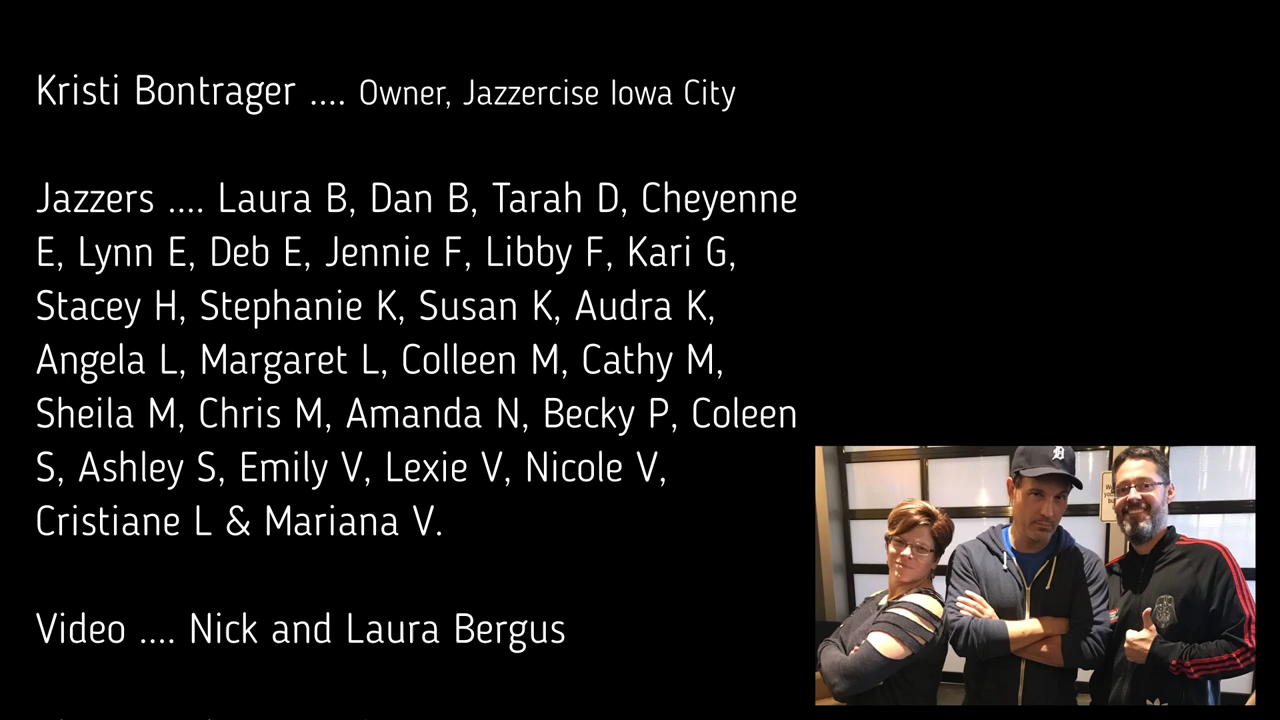 Kristi Bontrager .... Owner, Jazzercise Iowa City
Jazzers .... Laura B, Dan B, Tarah D, Cheyenne
E, Lynn E, Deb E, Jennie F, Libby F, Kari G,
Stacey H, Stephanie K, Susan K, Audra K,
Angela L, Margaret L, Colleen M, Cathy M,
Sheila M, Chris M, Amanda N, Becky P, Coleen
S, Ashley S, Emily V, Lexie V, Nicole V,
Cristiane L & Mariana V.
Video .... Nick and Laura Bergus